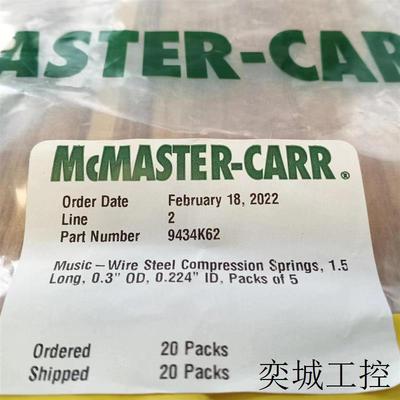 ASTER-CAR
McMASTER-CARR®
Order Date February 18, 2022
Line 2
Part Number 9434K62
Music-Wire Steel Compression Springs, 1.5
Long, 0.3" OD, 0.224" ID, Packs of 5
Ordered 20 Packs
Shipped 20 Packs
奕城工控